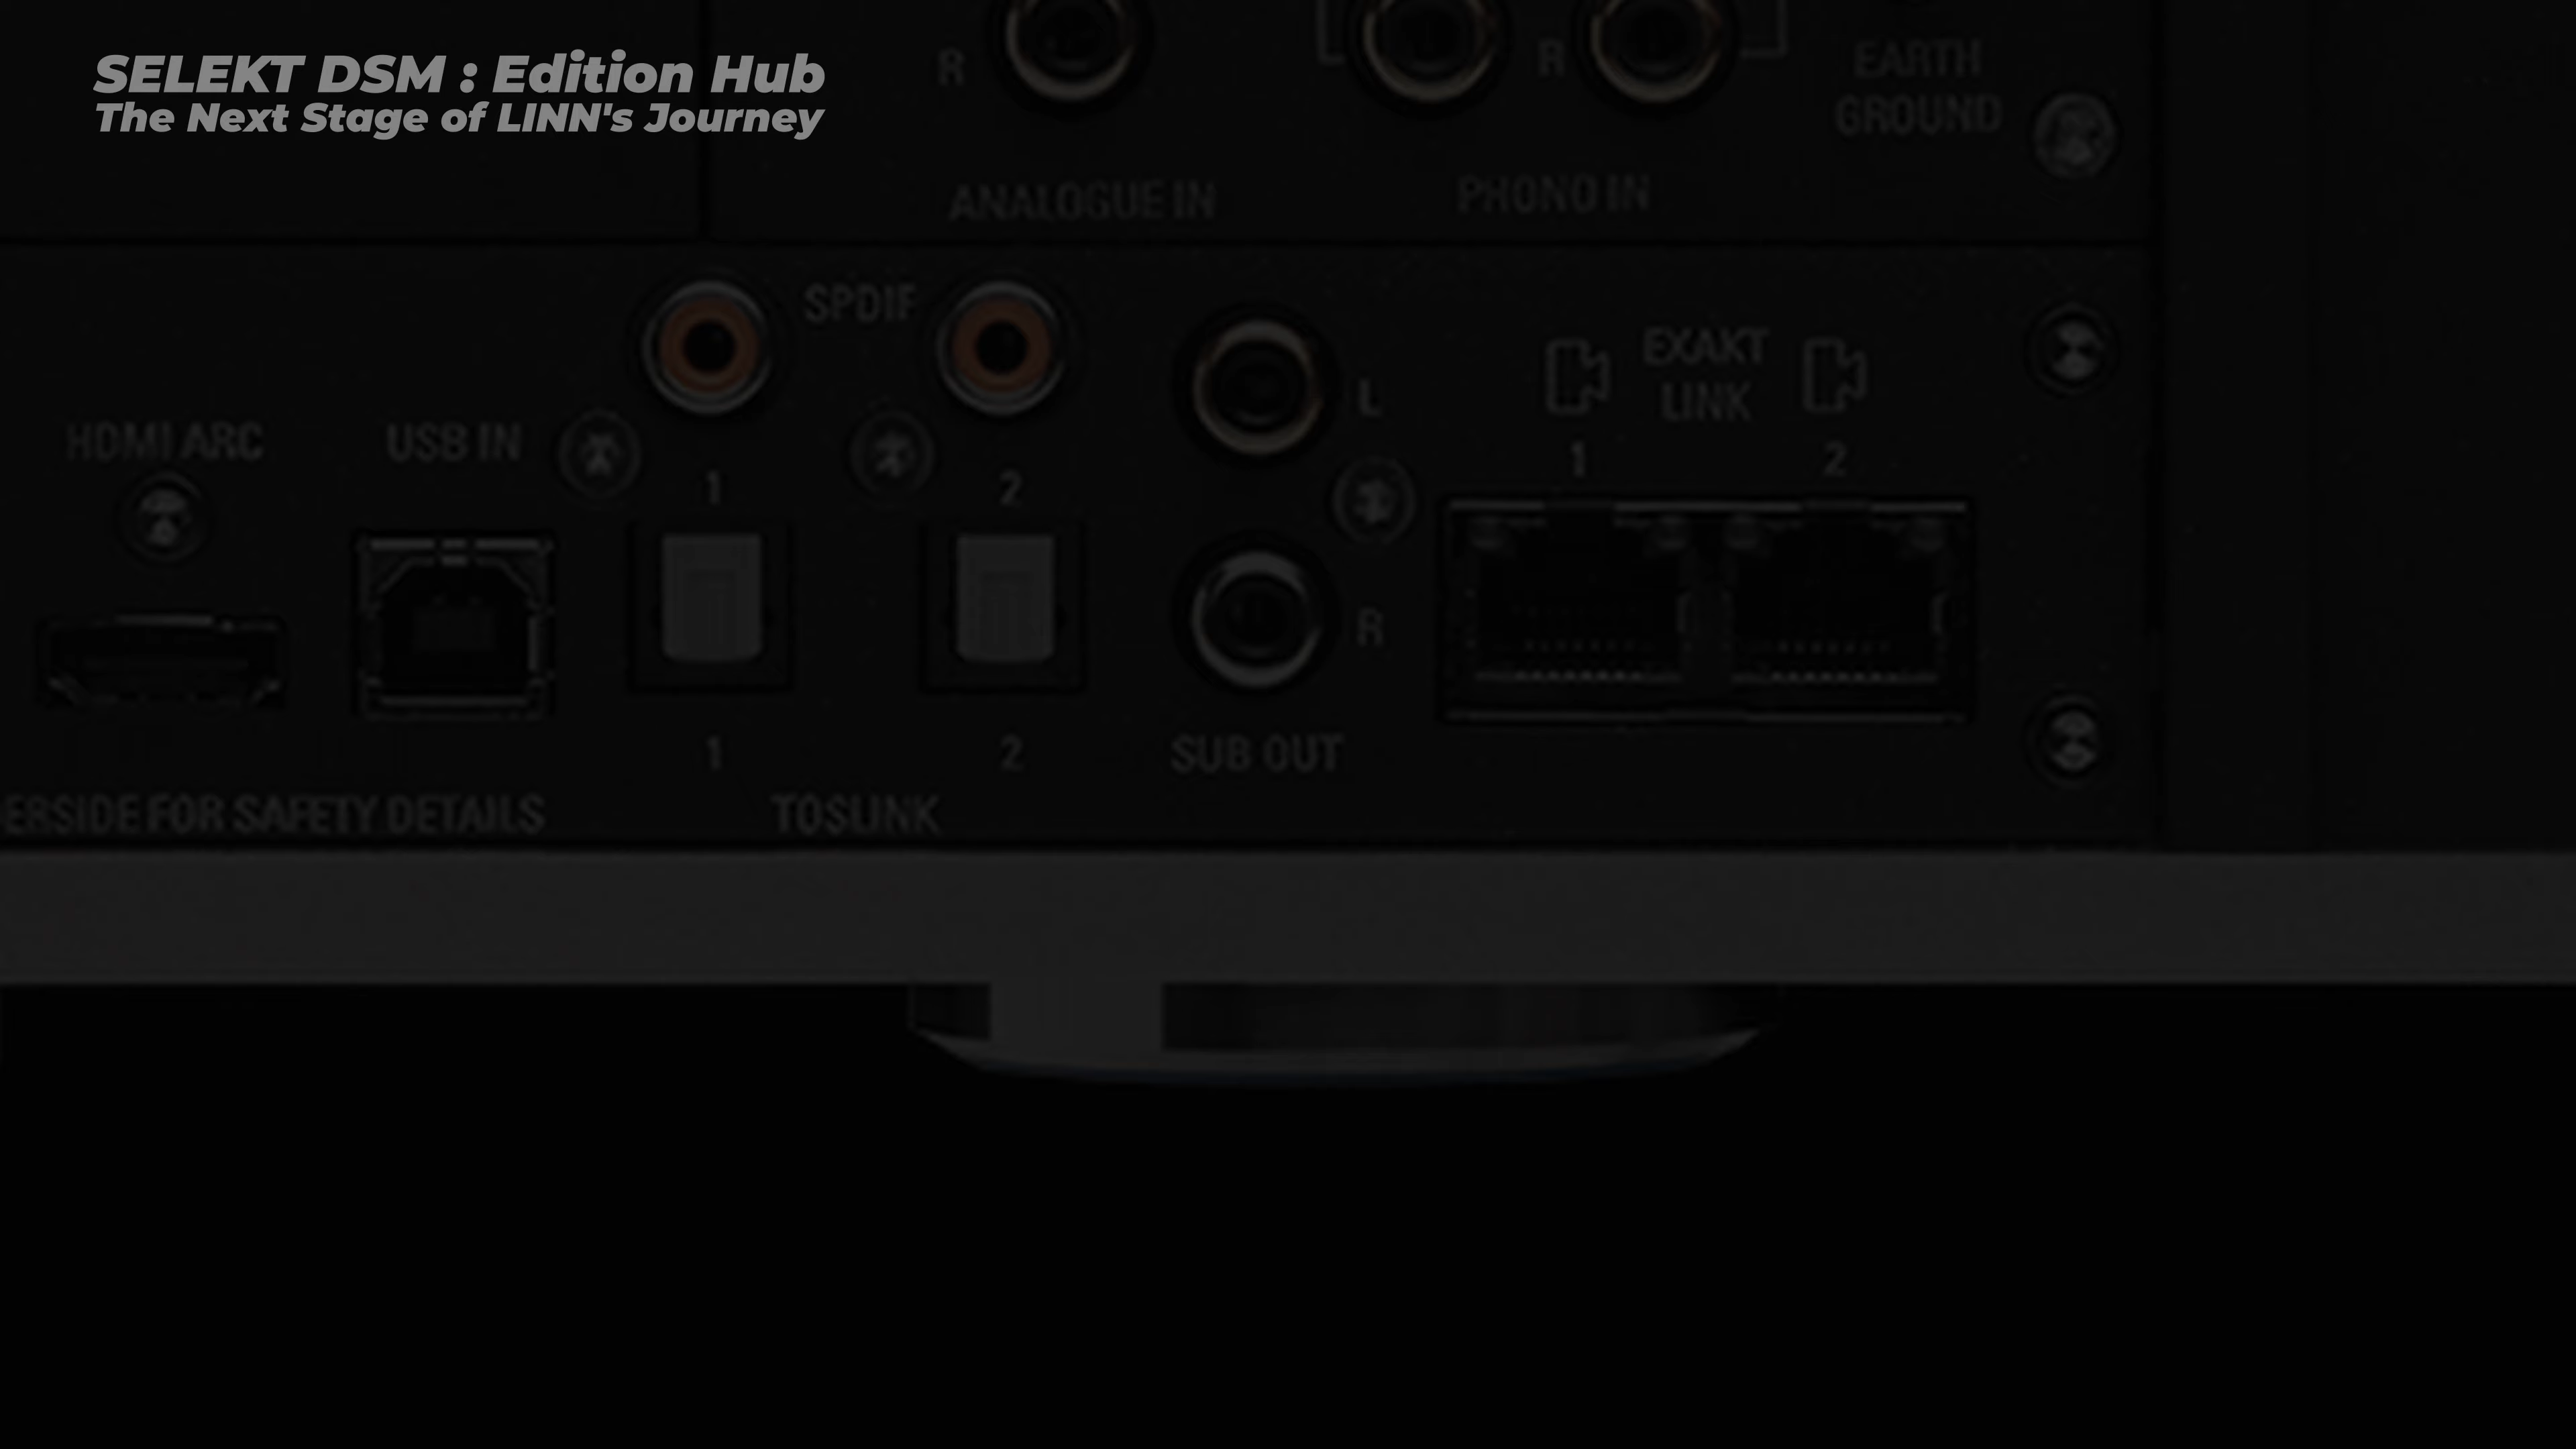 SELEKT DSM : Edition Hub
The Next Stage of LINN's Journey
R
R
EARTH
GROUND
ANALOGUE IN
PHONO IN
SPDIF
EXAKT
LINK
L
HDMI ARC
USB IN
1
2
1
2
R
1
2
SUB OUT
ERSIDE FOR SAFETY DETAILS
TOSLINK